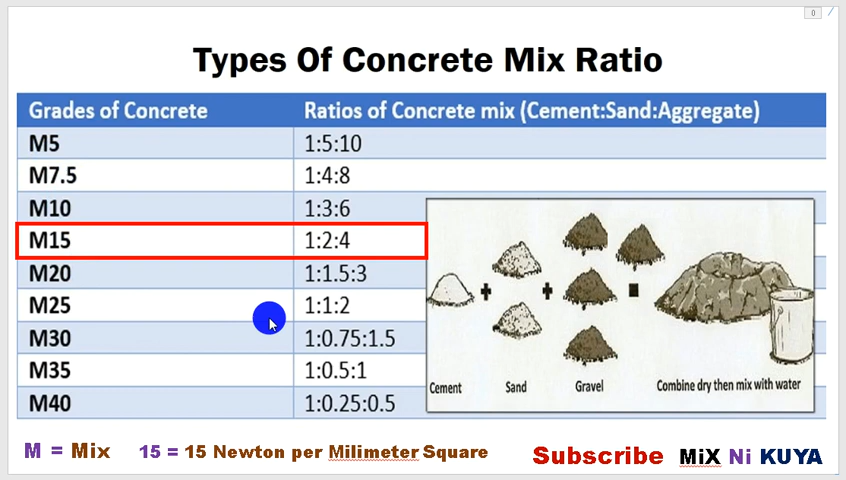 0
Types Of Concrete Mix Ratio
Grades of Concrete Ratios of Concrete mix (Cement:Sand:Aggregate)
M5 1:5:10
M7.5 1:4:8
M10 1:3:6
M15 1:2:4
M20 1:1.5:3
M25 1:1:2
M30 1:0.75:1.5
M35 1:0.5:1
M40 1:0.25:0.5
Cement Sand Gravel Combine dry then mix with water
M = Mix 15 = 15 Newton per Milimeter Square
Subscribe MiX Ni KUYA